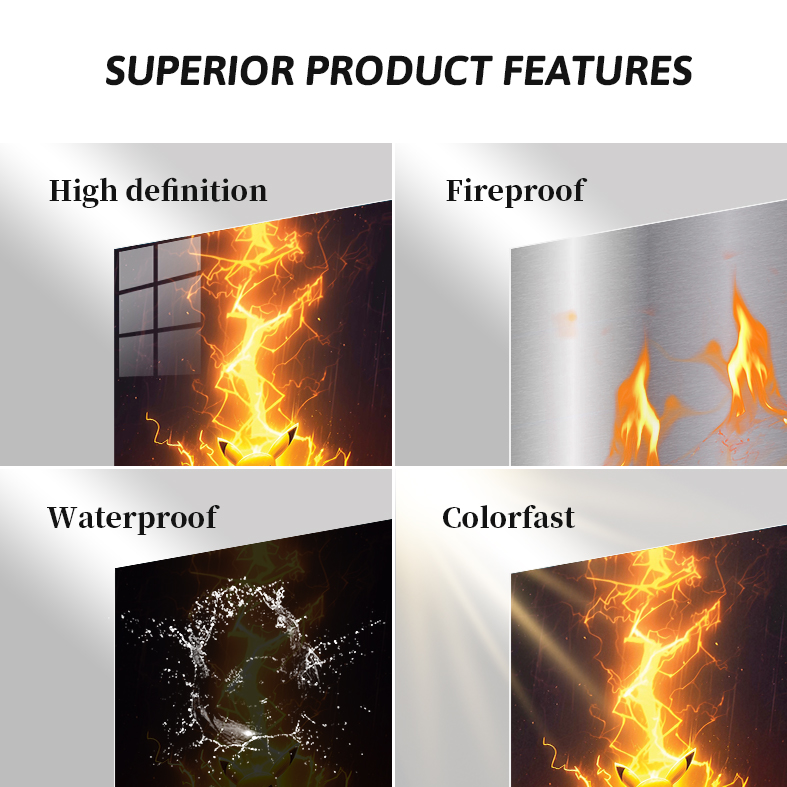 SUPERIOR PRODUCT FEATURES
High definition
Fireproof
Waterproof
Colorfast